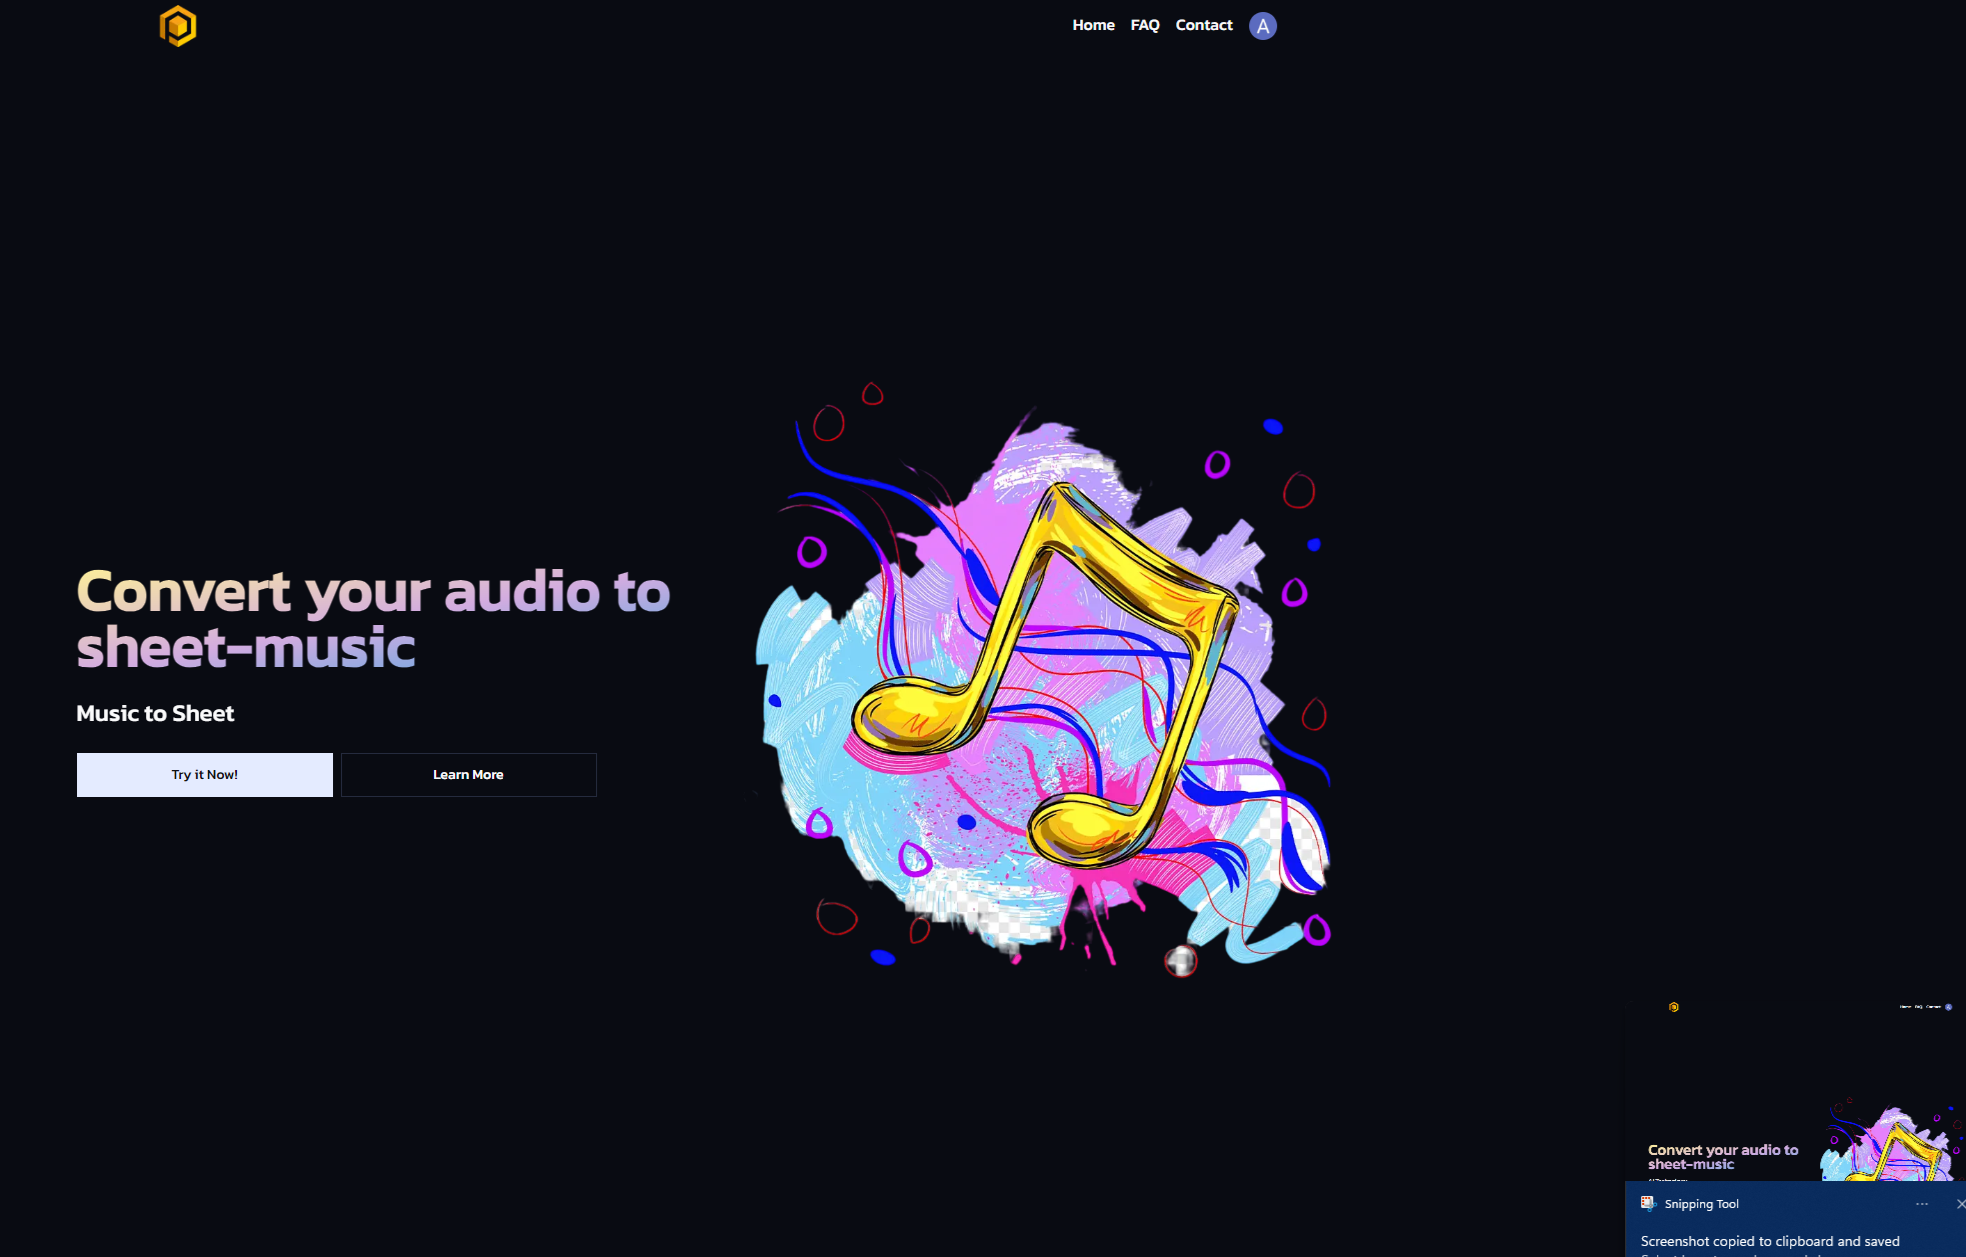 Home FAQ Contact A
Convert your audio to
sheet-music
Music to Sheet
Try it Now! Learn More
Convert your audio to
sheet-music
Snipping Tool
Screenshot copied to clipboard and saved